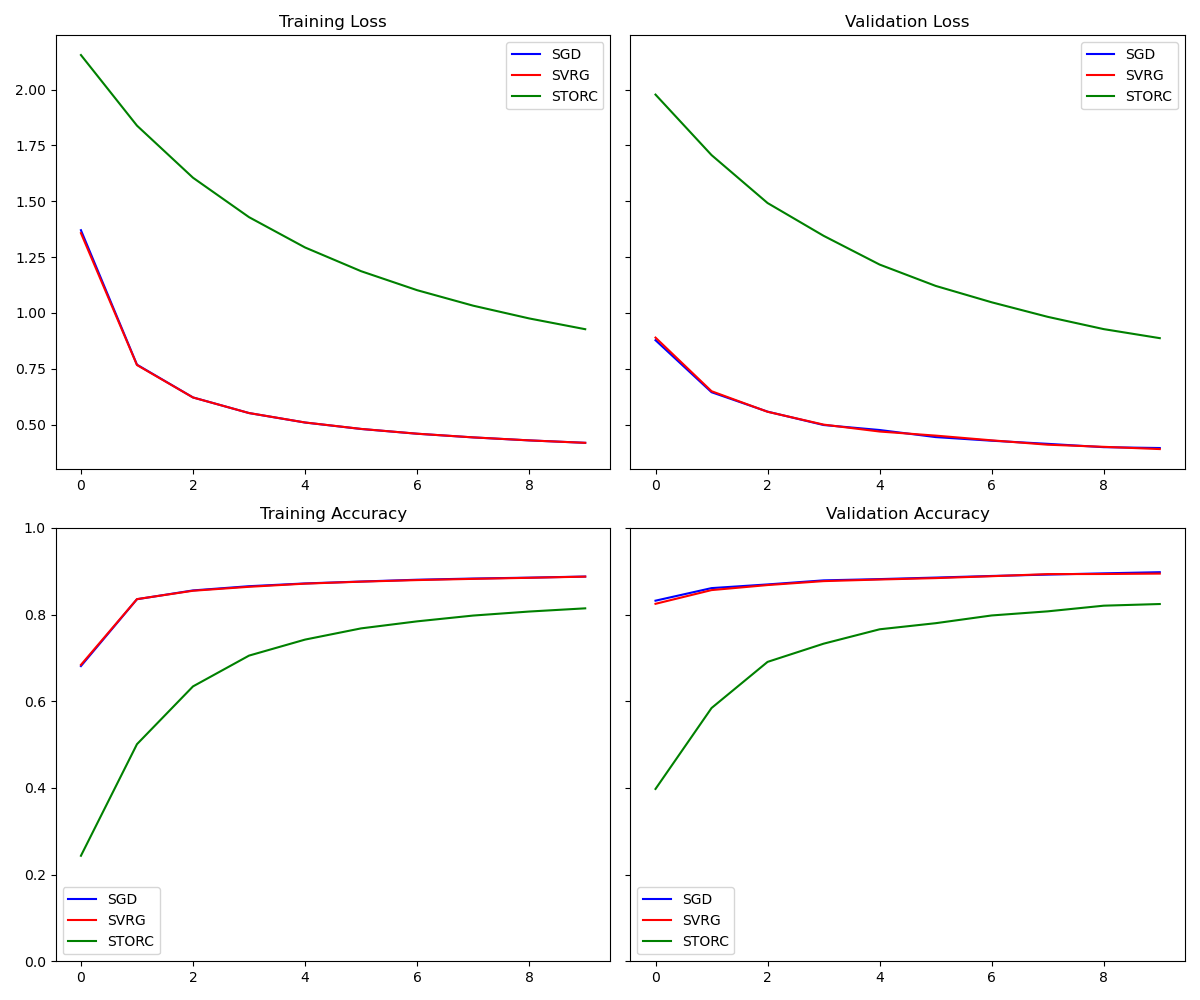 Training Loss
Validation Loss
SGD
SVRG
STORC
SGD
SVRG
STORC
2.00
1.75
1.50
1.25
1.00
0.75
0.50
0 2 4 6 8
0 2 4 6 8
Training Accuracy
Validation Accuracy
1.0
0.8
0.6
0.4
0.2
0.0
SGD
SVRG
STORC
SGD
SVRG
STORC
0 2 4 6 8
0 2 4 6 8